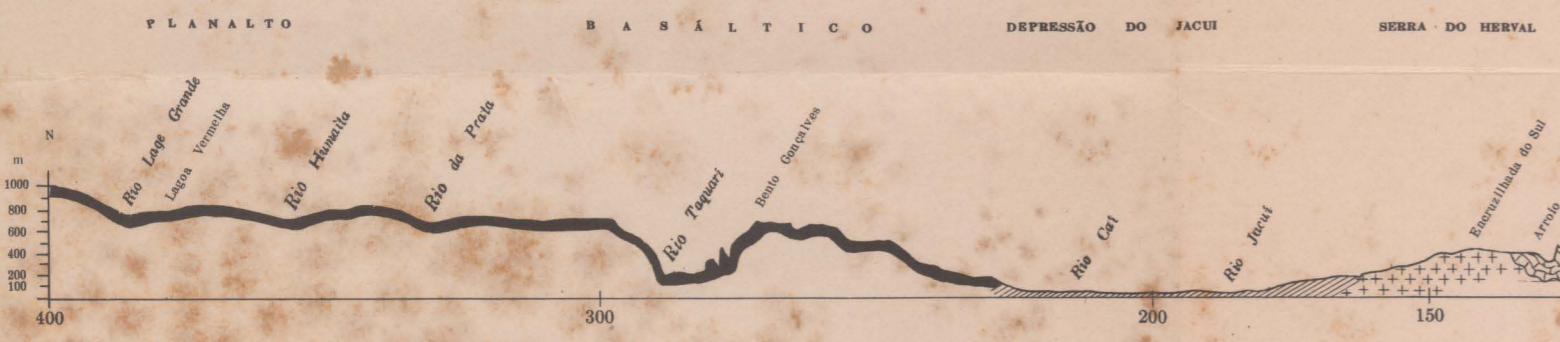 PLANALTO BASÁLTICO DEPRESSÃO DO JACUI SERRA DO HERVAL
N
m
1000
800
600
400
200
100
Rio Lage Grande
Lagoa Vermelha
Rio Humaita
Rio da Prata
Rio Taquari
Bento Gonçalves
Rio Cai
Rio Jacui
Encruzilhada do Sul
Arroio
400 300 200 150